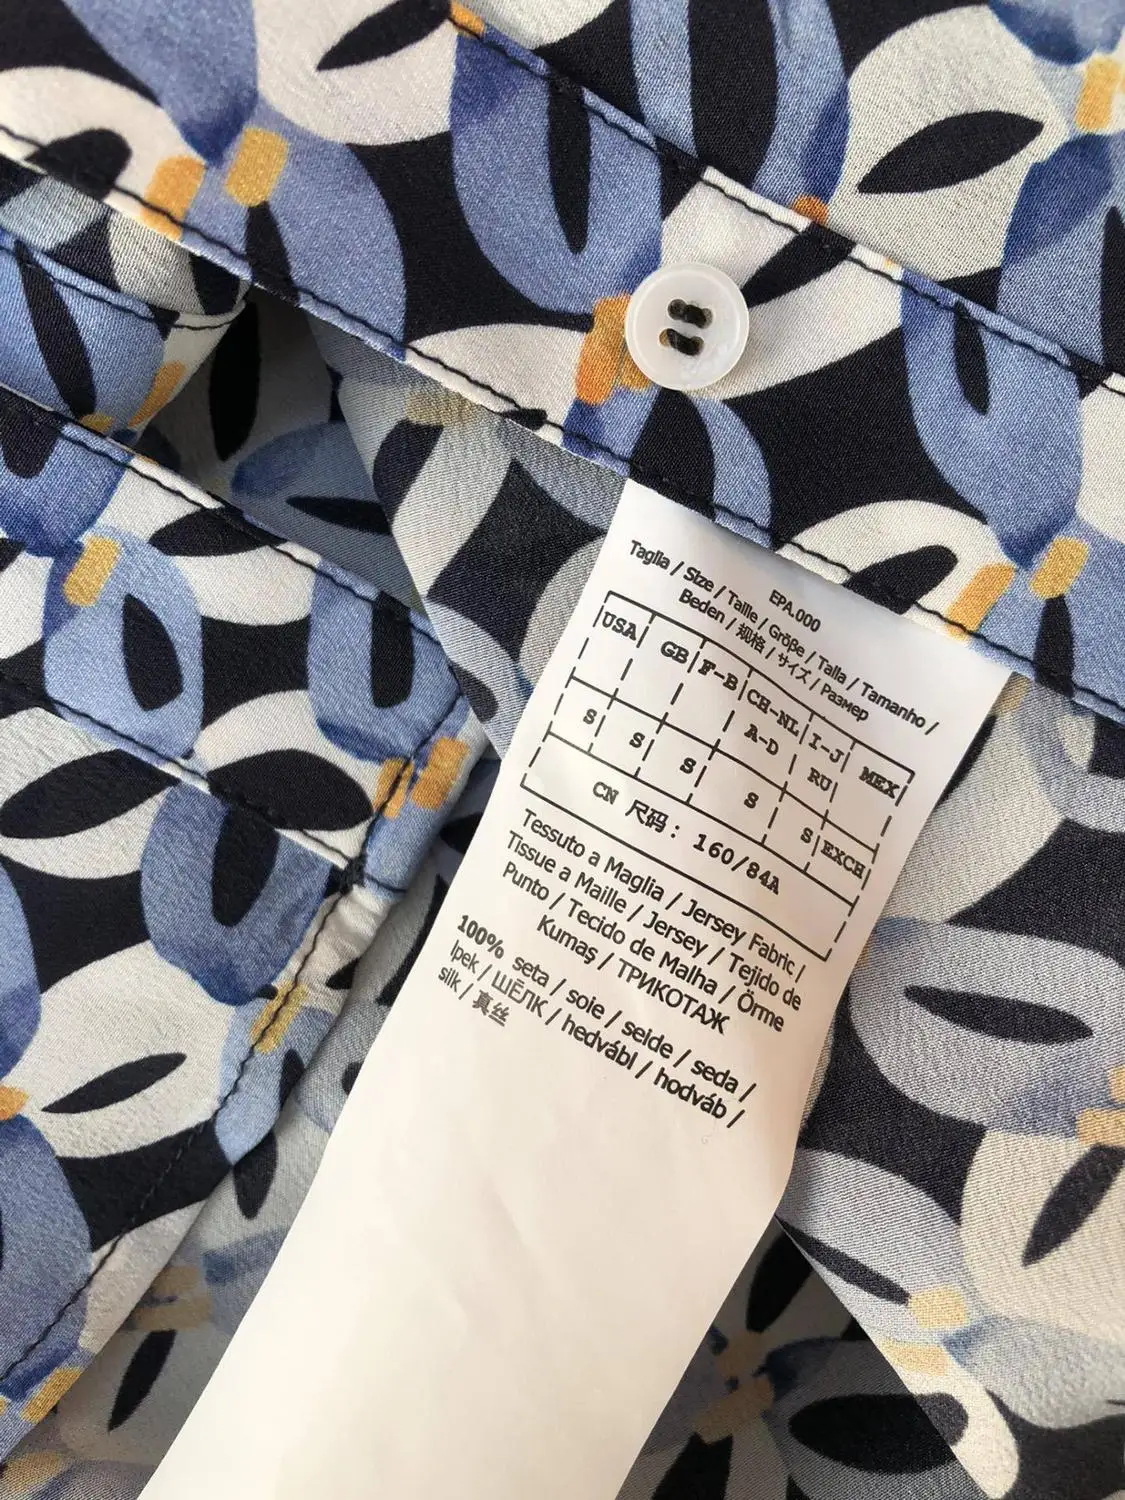 EPA.000
Taglia / Size / Taille / Größe / Talla / Tamanho /
Beden / 规格 / サイズ / Размер
USA GB F-B CH-NL I-J MEX
A-D RU
S S S S S EXCH
CN 尺码: 160/84A
Tessuto a Maglia / Jersey Fabric /
Tissue a Maille / Jersey / Tejido de
Punto / Tecido de Malha / Örme
Kumaş / ТРИКОТАЖ
100% seta / soie / seide / seda /
Ipek / ШЁЛК / hedvábí / hodváb /
silk / 真丝